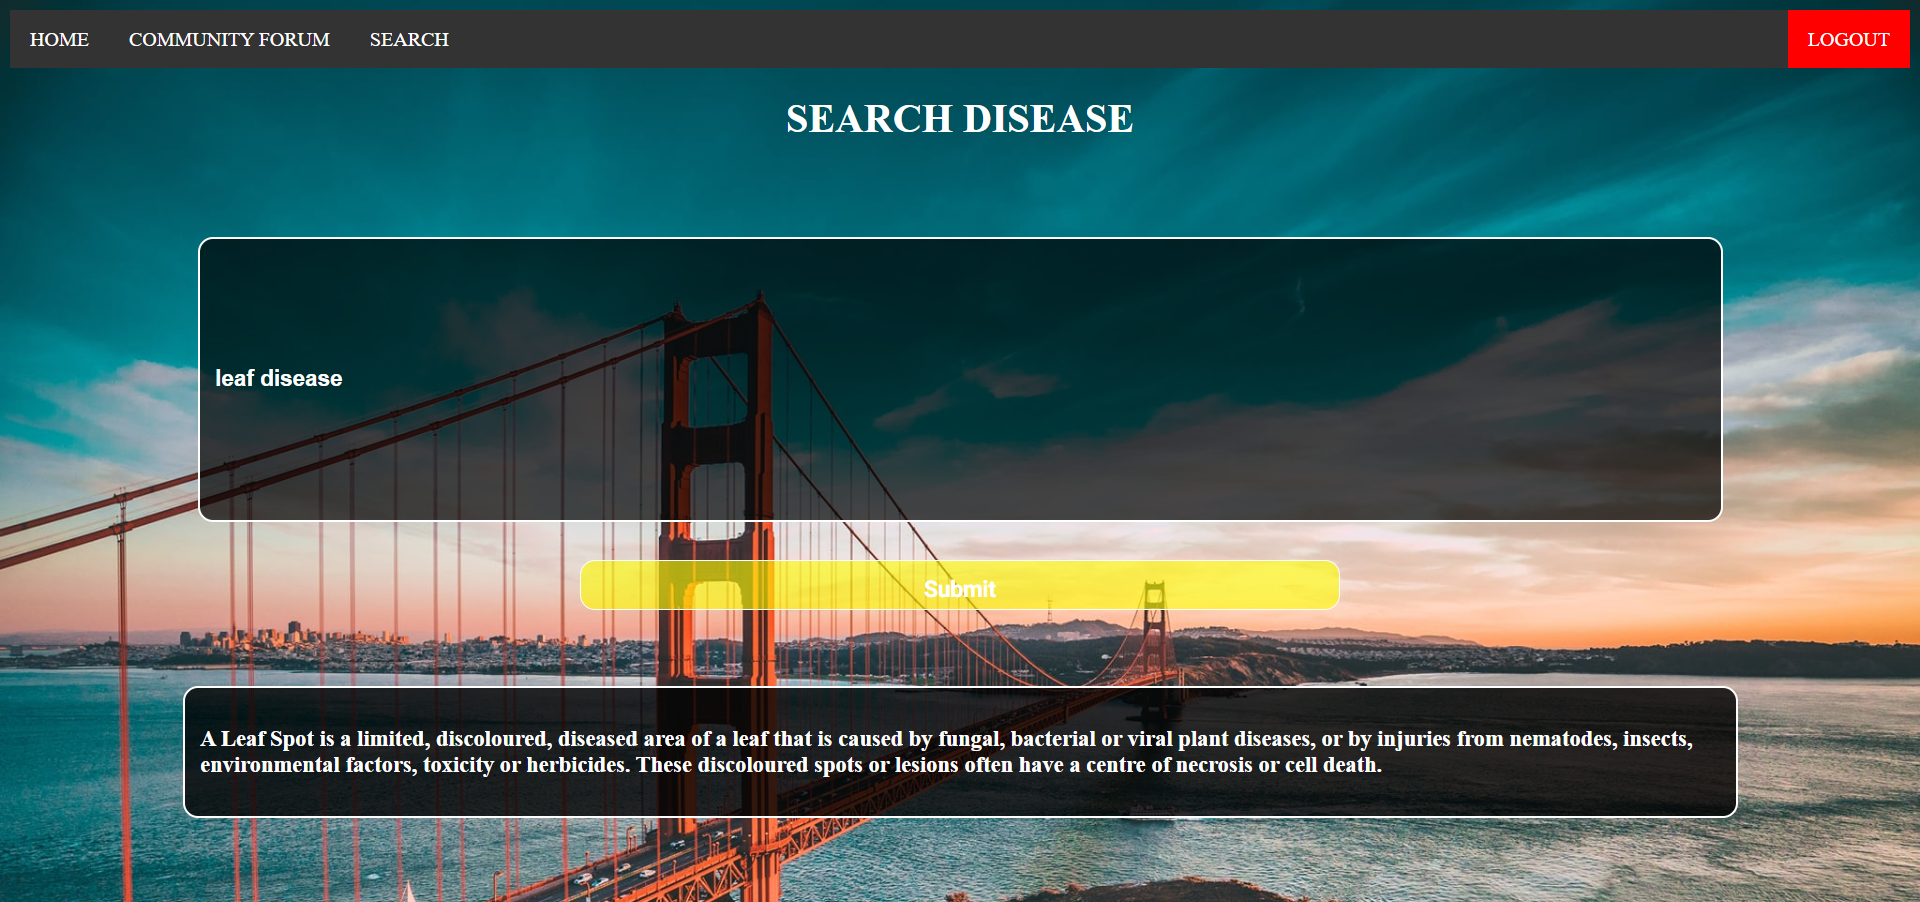 HOME COMMUNITY FORUM SEARCH LOGOUT
SEARCH DISEASE
leaf disease
Submit
A Leaf Spot is a limited, discoloured, diseased area of a leaf that is caused by fungal, bacterial or viral plant diseases, or by injuries from nematodes, insects,
environmental factors, toxicity or herbicides. These discoloured spots or lesions often have a centre of necrosis or cell death.